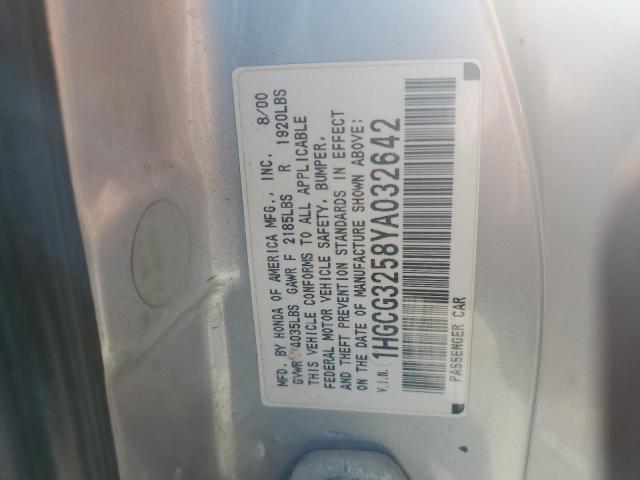 MFD. BY HONDA OF AMERICA MFG., INC. 8/00
GVWR 4035LBS GAWR F 2185LBS R 1920LBS
THIS VEHICLE CONFORMS TO ALL APPLICABLE
FEDERAL MOTOR VEHICLE SAFETY, BUMPER,
AND THEFT PREVENTION STANDARDS IN EFFECT
ON THE DATE OF MANUFACTURE SHOWN ABOVE:
V.I.N. 1HGCG3258YA032642
PASSENGER CAR